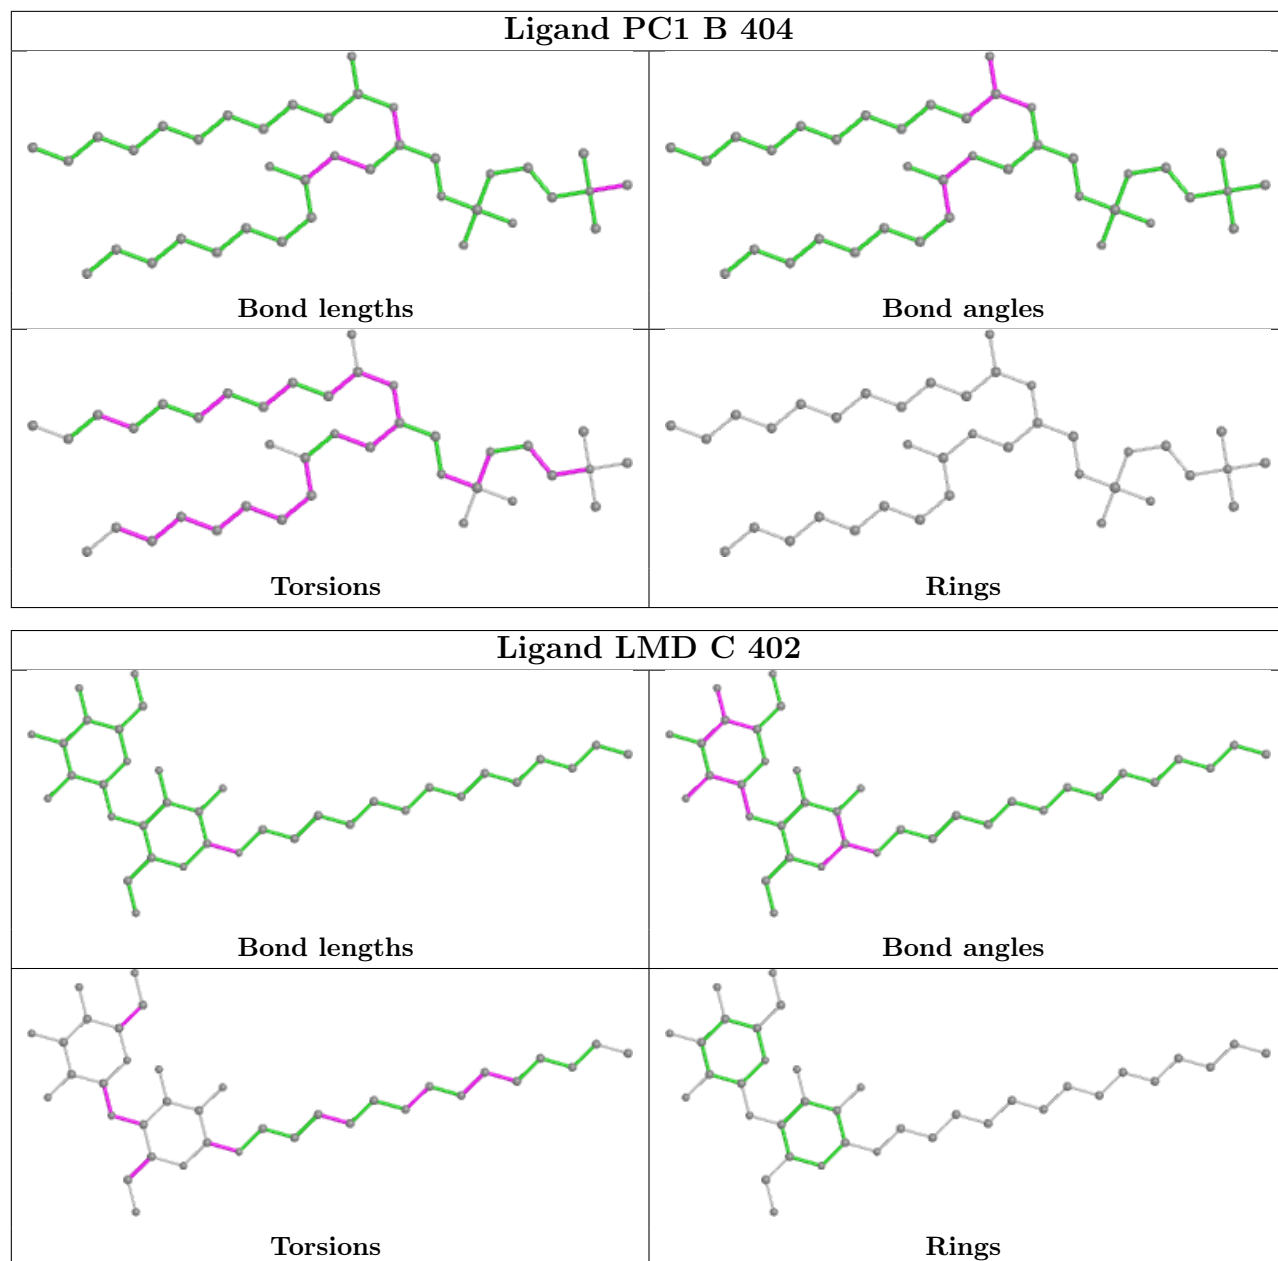 Ligand PC1 B 404
Bond lengths
Bond angles
Torsions
Rings
Ligand LMD C 402
Bond lengths
Bond angles
Torsions
Rings